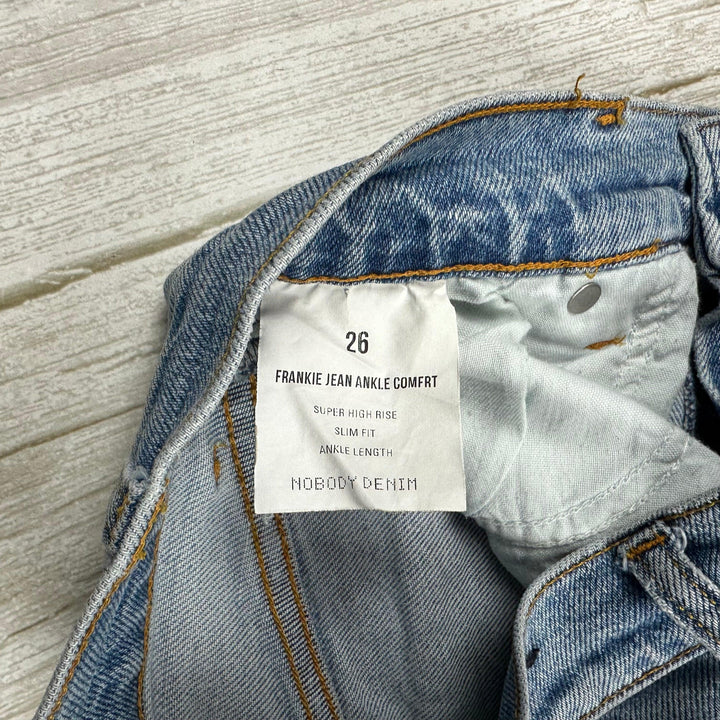 26
FRANKIE JEAN ANKLE COMFRT
SUPER HIGH RISE
SLIM FIT
ANKLE LENGTH
NOBODY DENIM